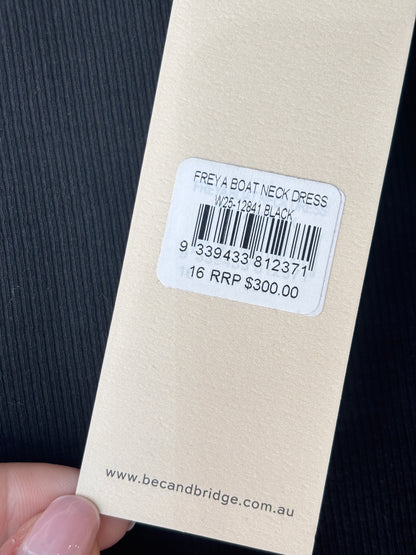 FREYA BOAT NECK DRESS
W25-12841 BLACK
9 339433 812371
16 RRP $300.00
www.becandbridge.com.au